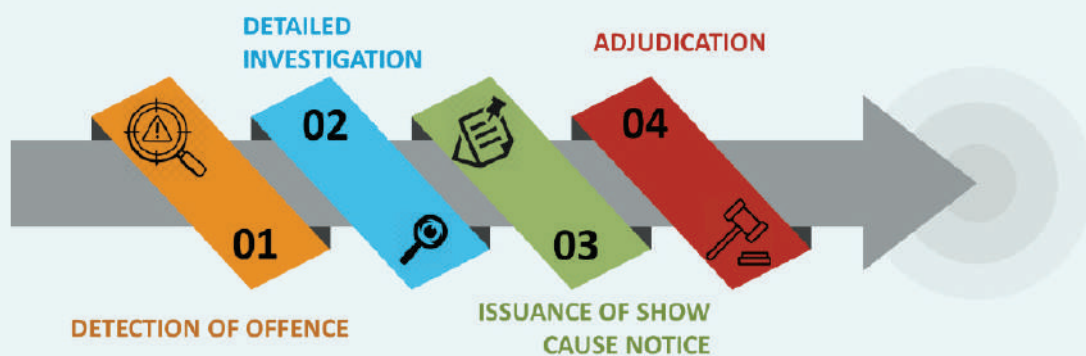 DETECTION OF OFFENCE
01
DETAILED
INVESTIGATION
02
ISSUANCE OF SHOW
CAUSE NOTICE
03
ADJUDICATION
04